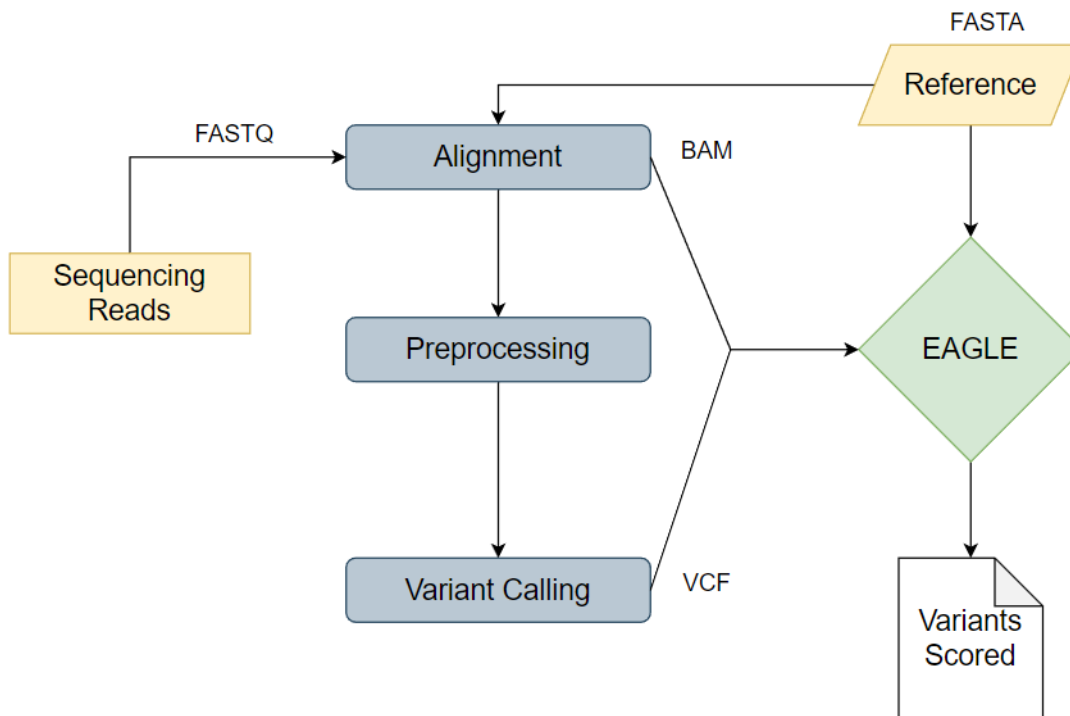 FASTA
Reference
FASTQ
Alignment
BAM
Sequencing
Reads
Preprocessing
EAGLE
Variant Calling
VCF
Variants
Scored